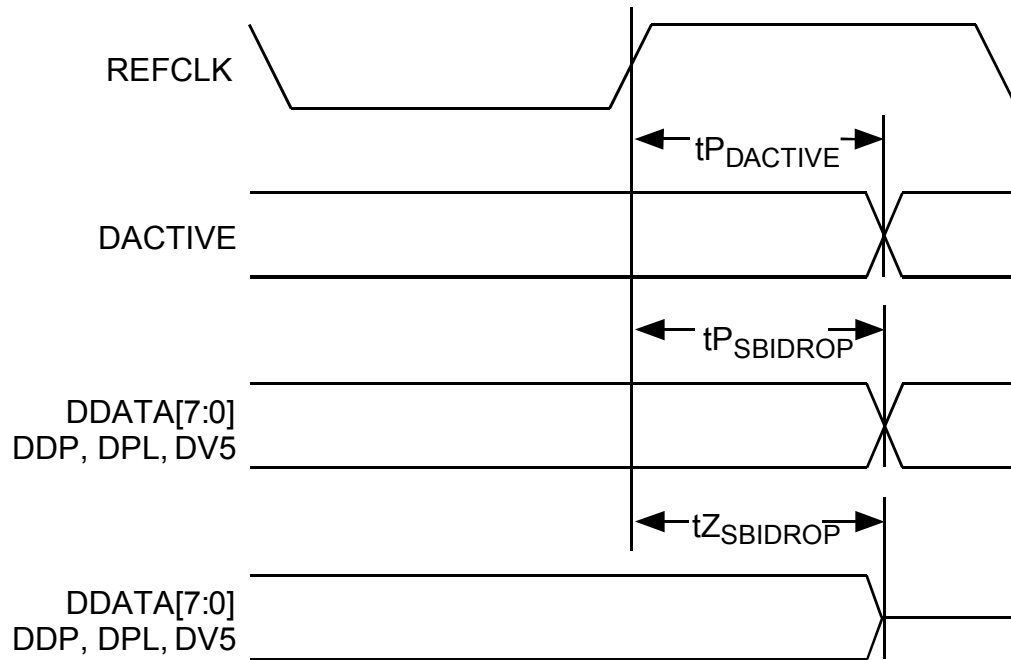 REFCLK
tPDACTIVE
DACTIVE
tPSBIDROP
DDATA[7:0]
DDP, DPL, DV5
tZSBIDROP
DDATA[7:0]
DDP, DPL, DV5